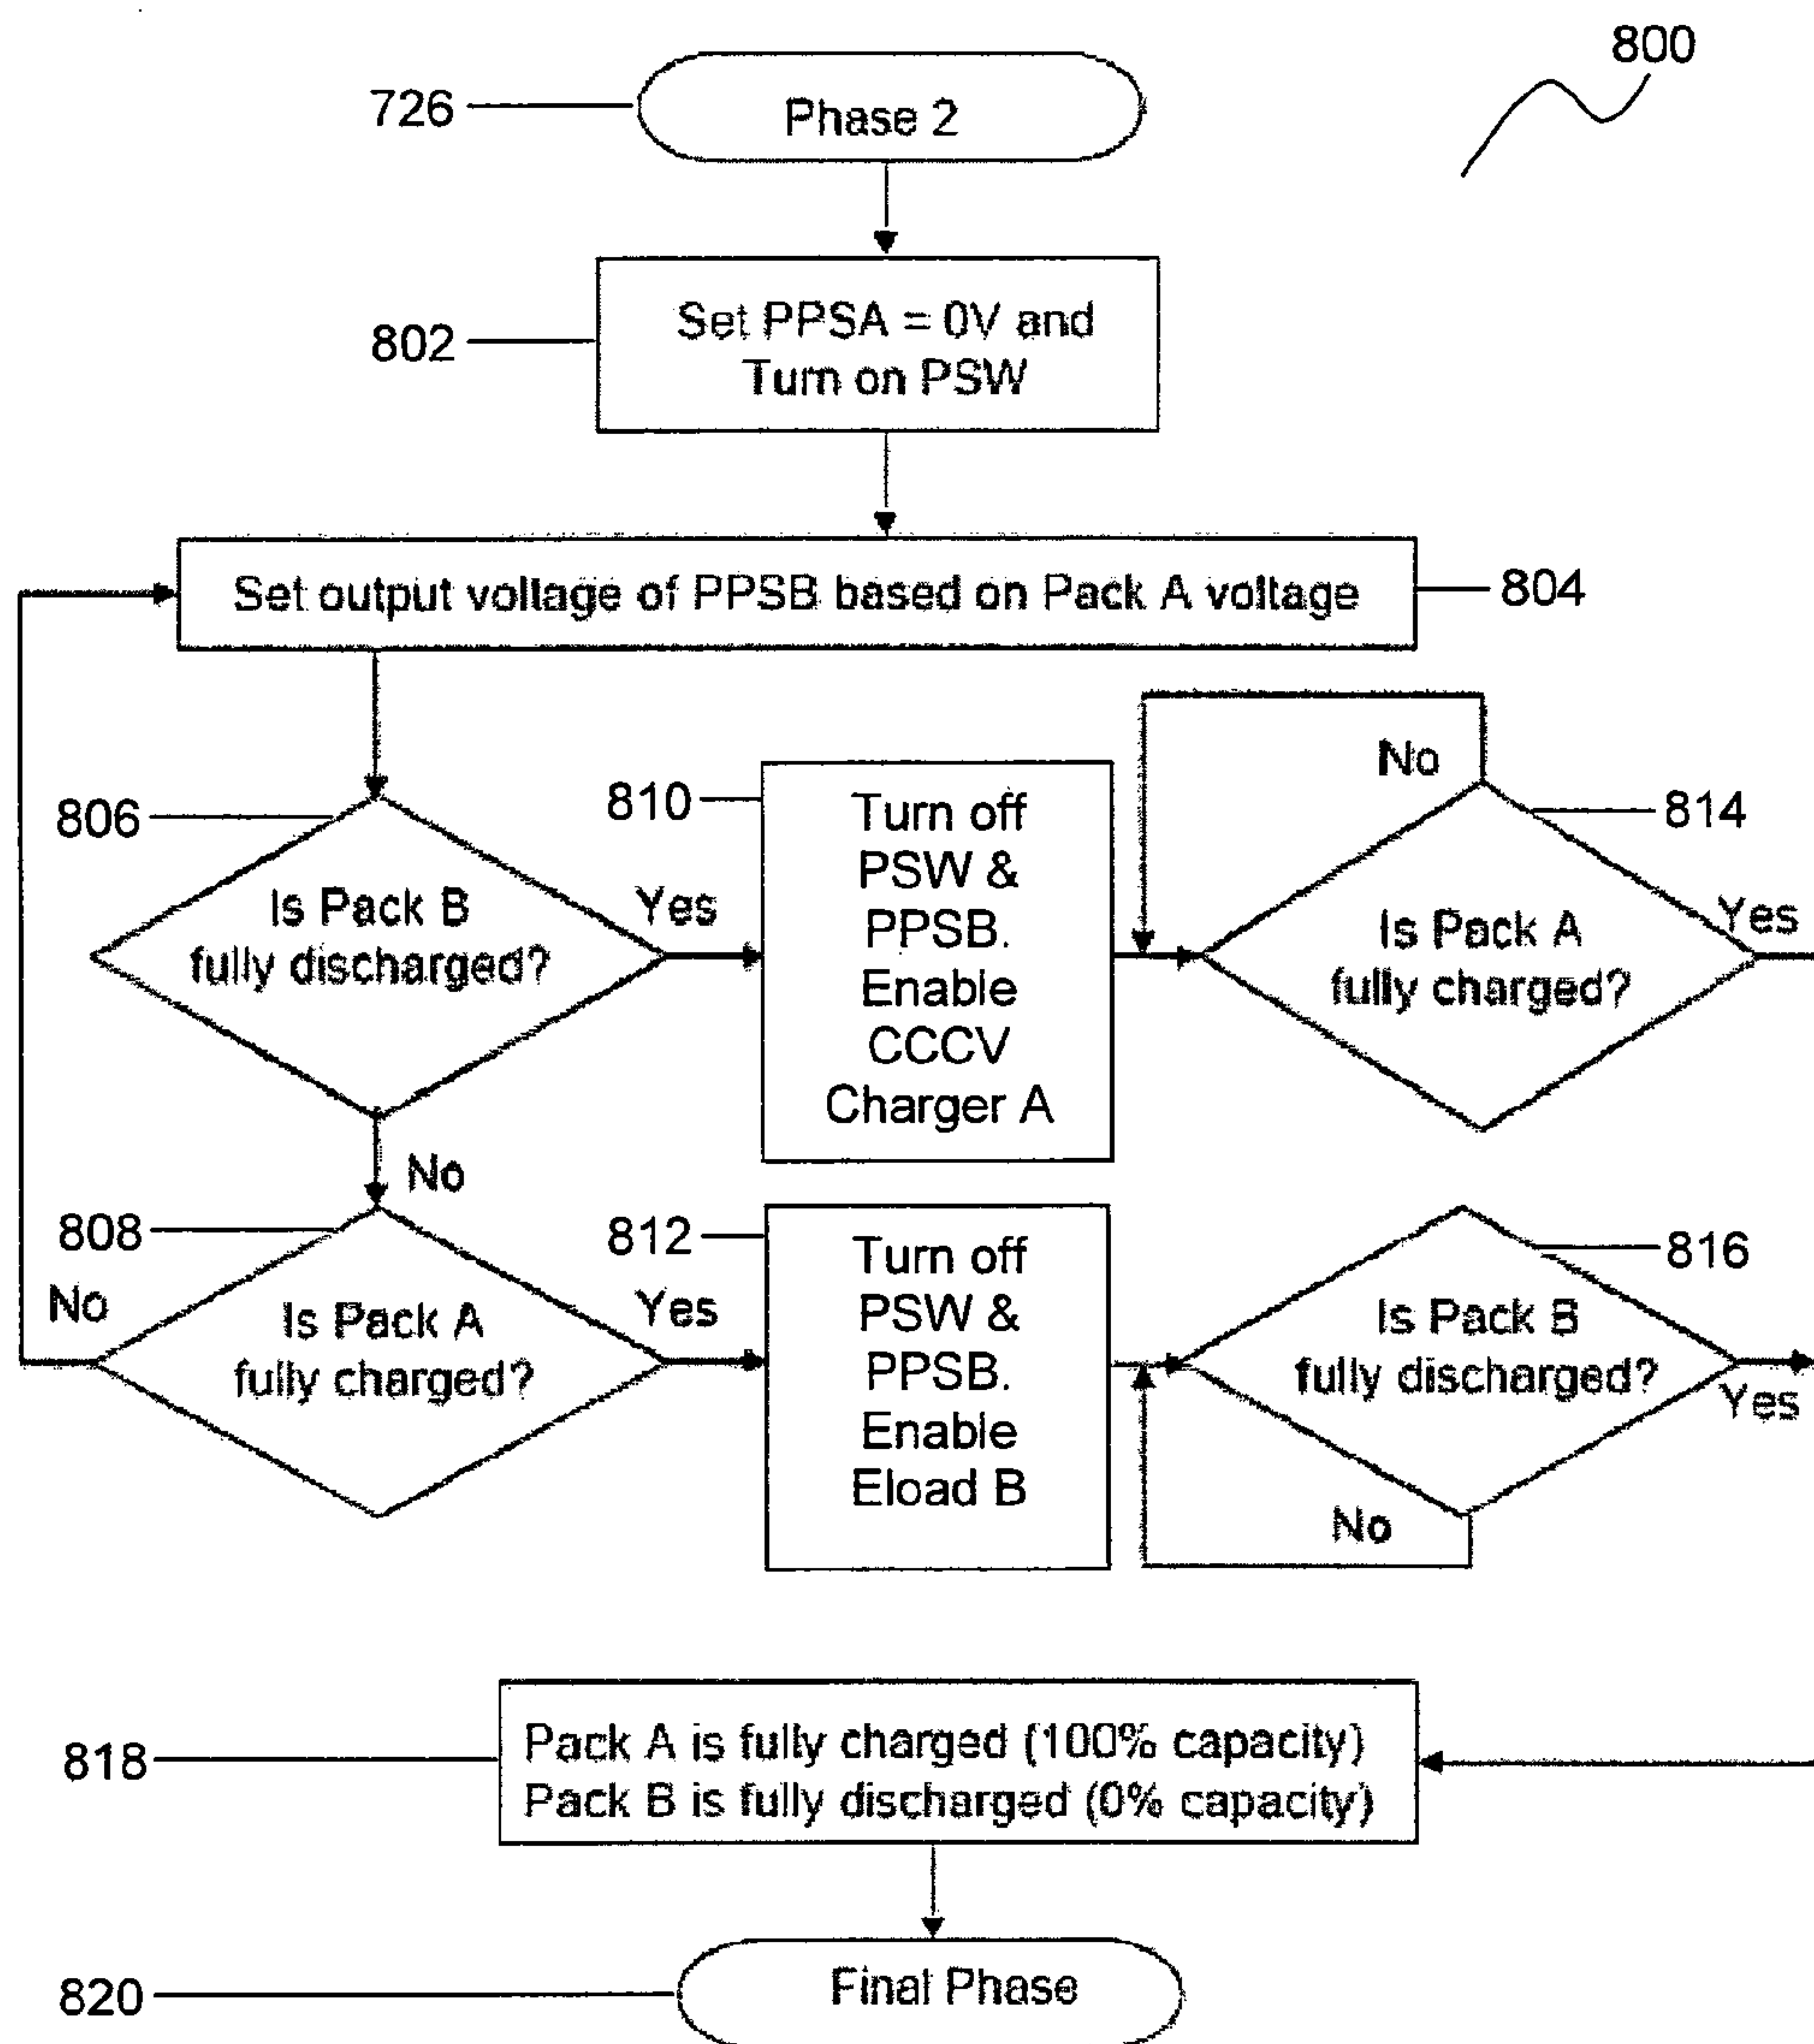 800
726
Phase 2
802
Set PPSA = 0V and
Turn on PSW
Set output voltage of PPSB based on Pack A voltage
804
806
Is Pack B
fully discharged?
Yes
No
810
Turn off
PSW &
PPSB.
Enable
CCCV
Charger A
No
814
Is Pack A
fully charged?
Yes
808
No
Is Pack A
fully charged?
Yes
812
Turn off
PSW &
PPSB.
Enable
Eload B
816
Is Pack B
fully discharged?
Yes
No
818
Pack A is fully charged (100% capacity)
Pack B is fully discharged (0% capacity)
820
Final Phase